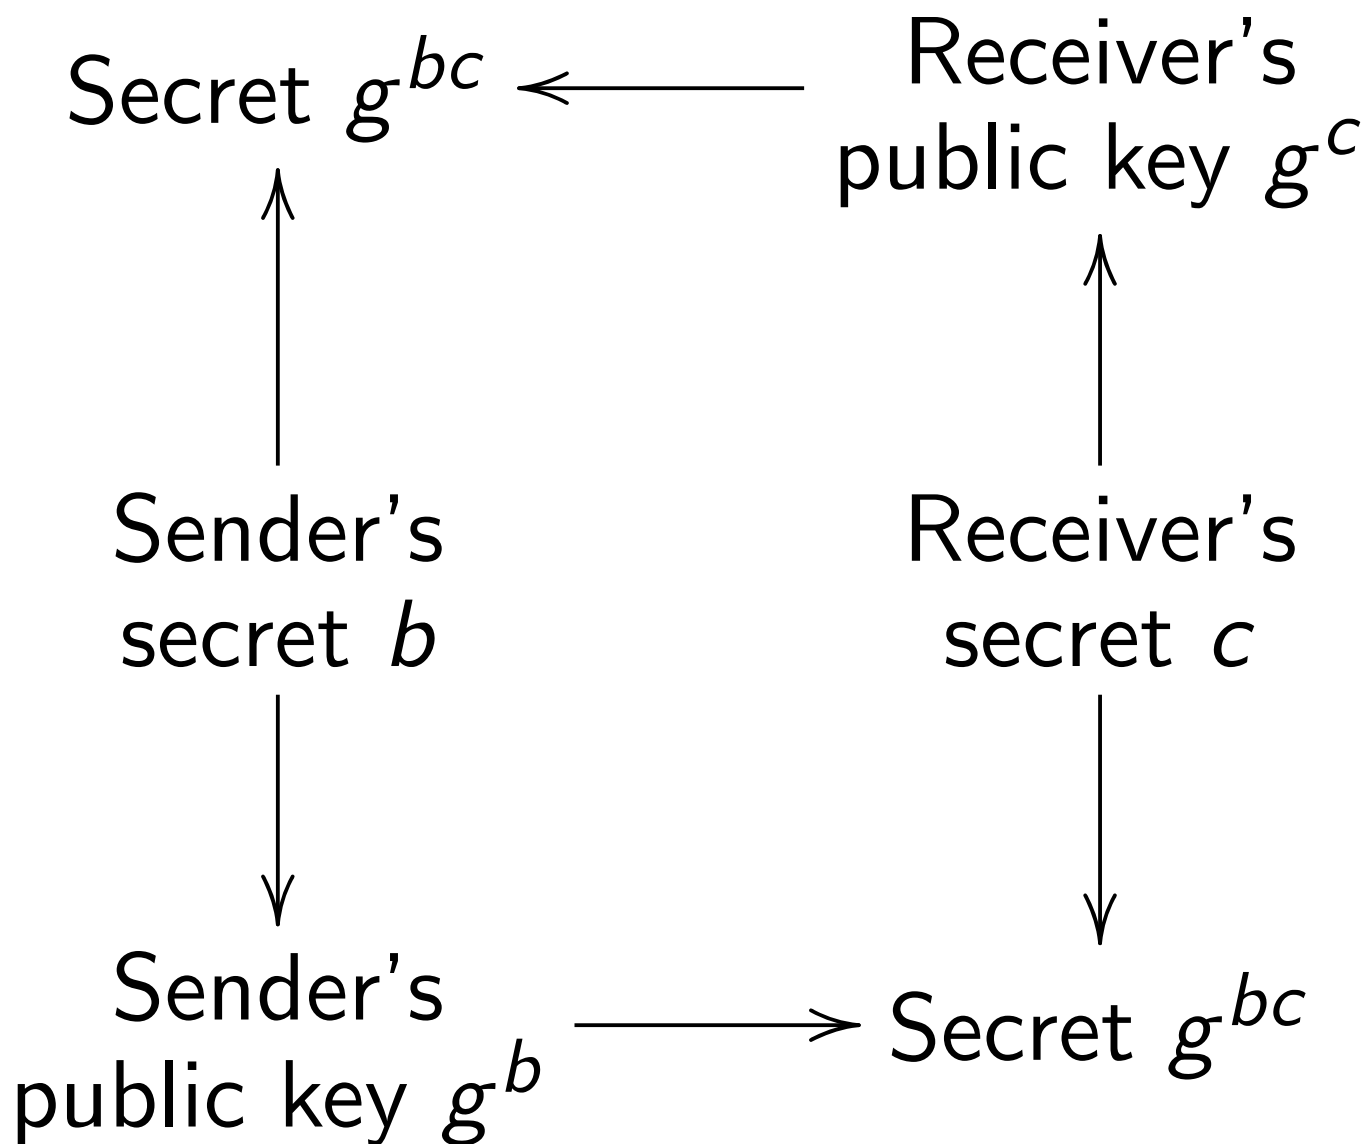 Secret g^{bc}
Receiver's
public key g^c
Sender's
secret b
Receiver's
secret c
Sender's
public key g^b
Secret g^{bc}